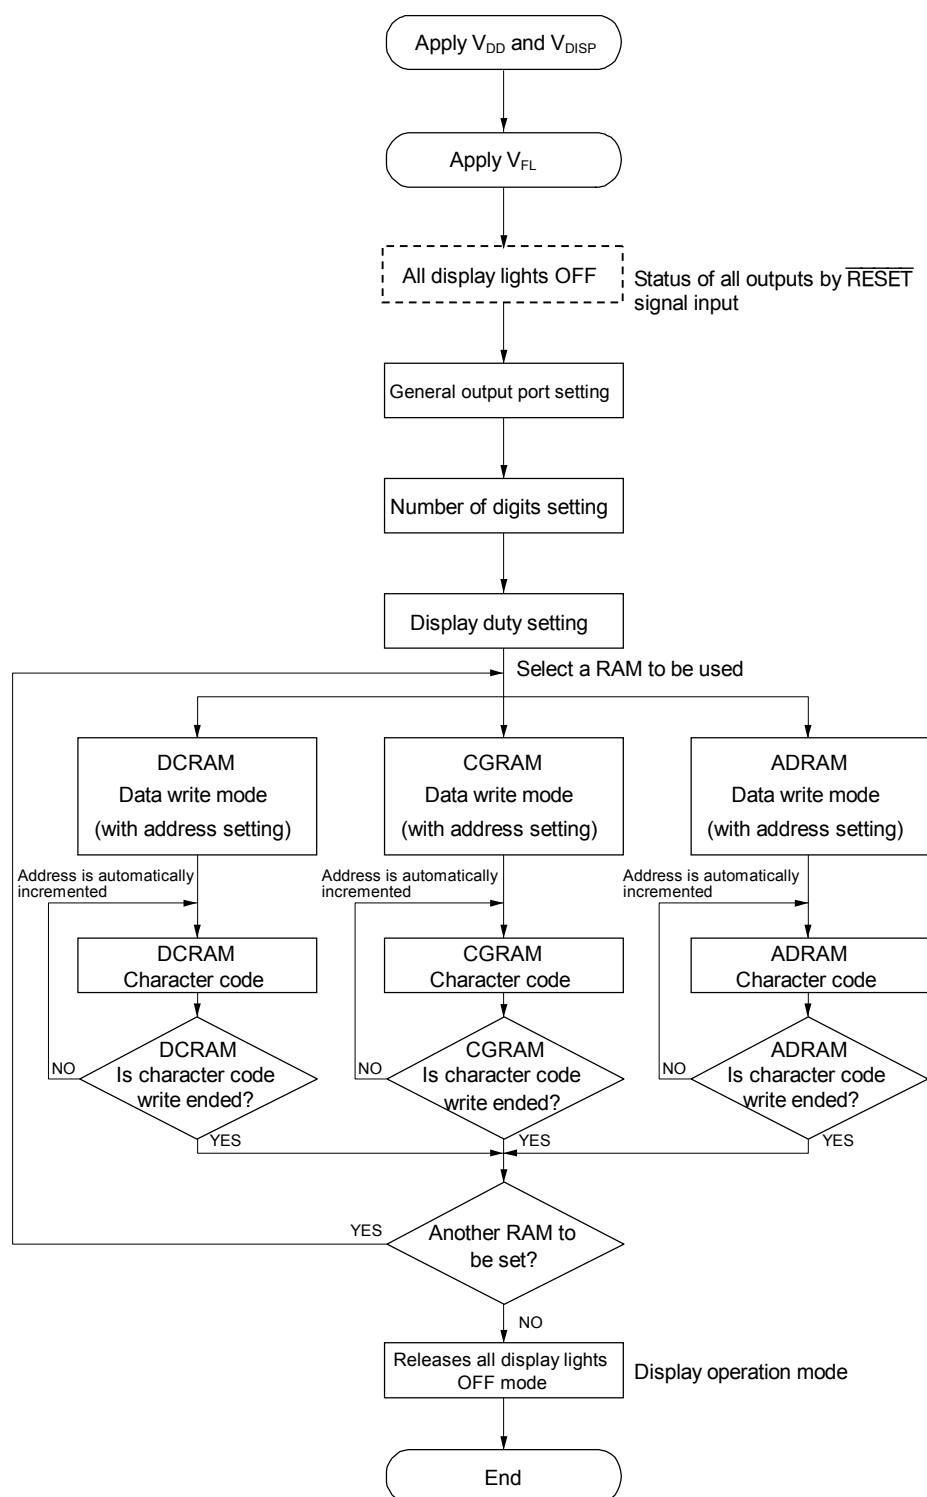 Apply VDD and VDISP
Apply VFL
All display lights OFF
Status of all outputs by RESET
signal input
General output port setting
Number of digits setting
Display duty setting
Select a RAM to be used
DCRAM
Data write mode
(with address setting)
CGRAM
Data write mode
(with address setting)
ADRAM
Data write mode
(with address setting)
Address is automatically
incremented
Address is automatically
incremented
Address is automatically
incremented
DCRAM
Character code
CGRAM
Character code
ADRAM
Character code
NO
DCRAM
Is character code
write ended?
YES
NO
CGRAM
Is character code
write ended?
YES
NO
ADRAM
Is character code
write ended?
YES
YES
Another RAM to
be set?
NO
Releases all display lights
OFF mode
Display operation mode
End